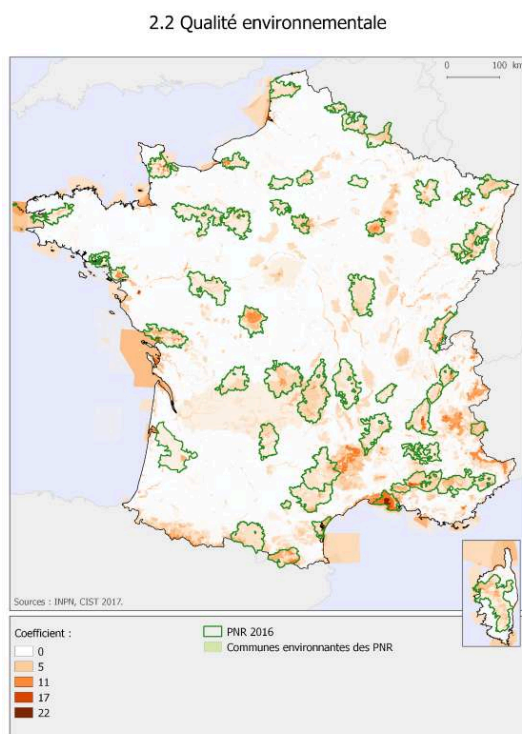 2.2 Qualité environnementale
0 100 km
Sources : INPN, CIST 2017.
Coefficient :
0
5
11
17
22
PNR 2016
Communes environnantes des PNR